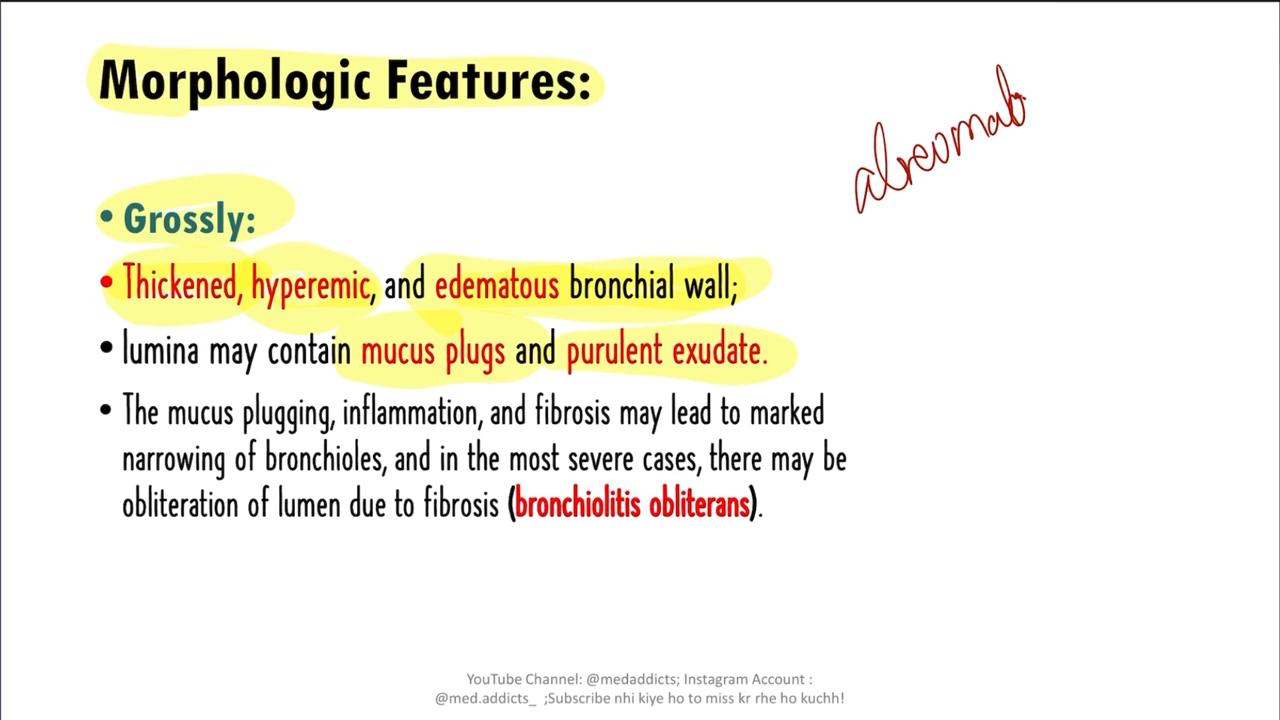 Morphologic Features:
• Grossly:
• Thickened, hyperemic, and edematous bronchial wall;
• lumina may contain mucus plugs and purulent exudate.
• The mucus plugging, inflammation, and fibrosis may lead to marked
narrowing of bronchioles, and in the most severe cases, there may be
obliteration of lumen due to fibrosis (bronchiolitis obliterans).
YouTube Channel: @medaddicts; Instagram Account :
@med.addicts_ ;Subscribe nhi kiye ho to miss kr rhe ho kuchh!